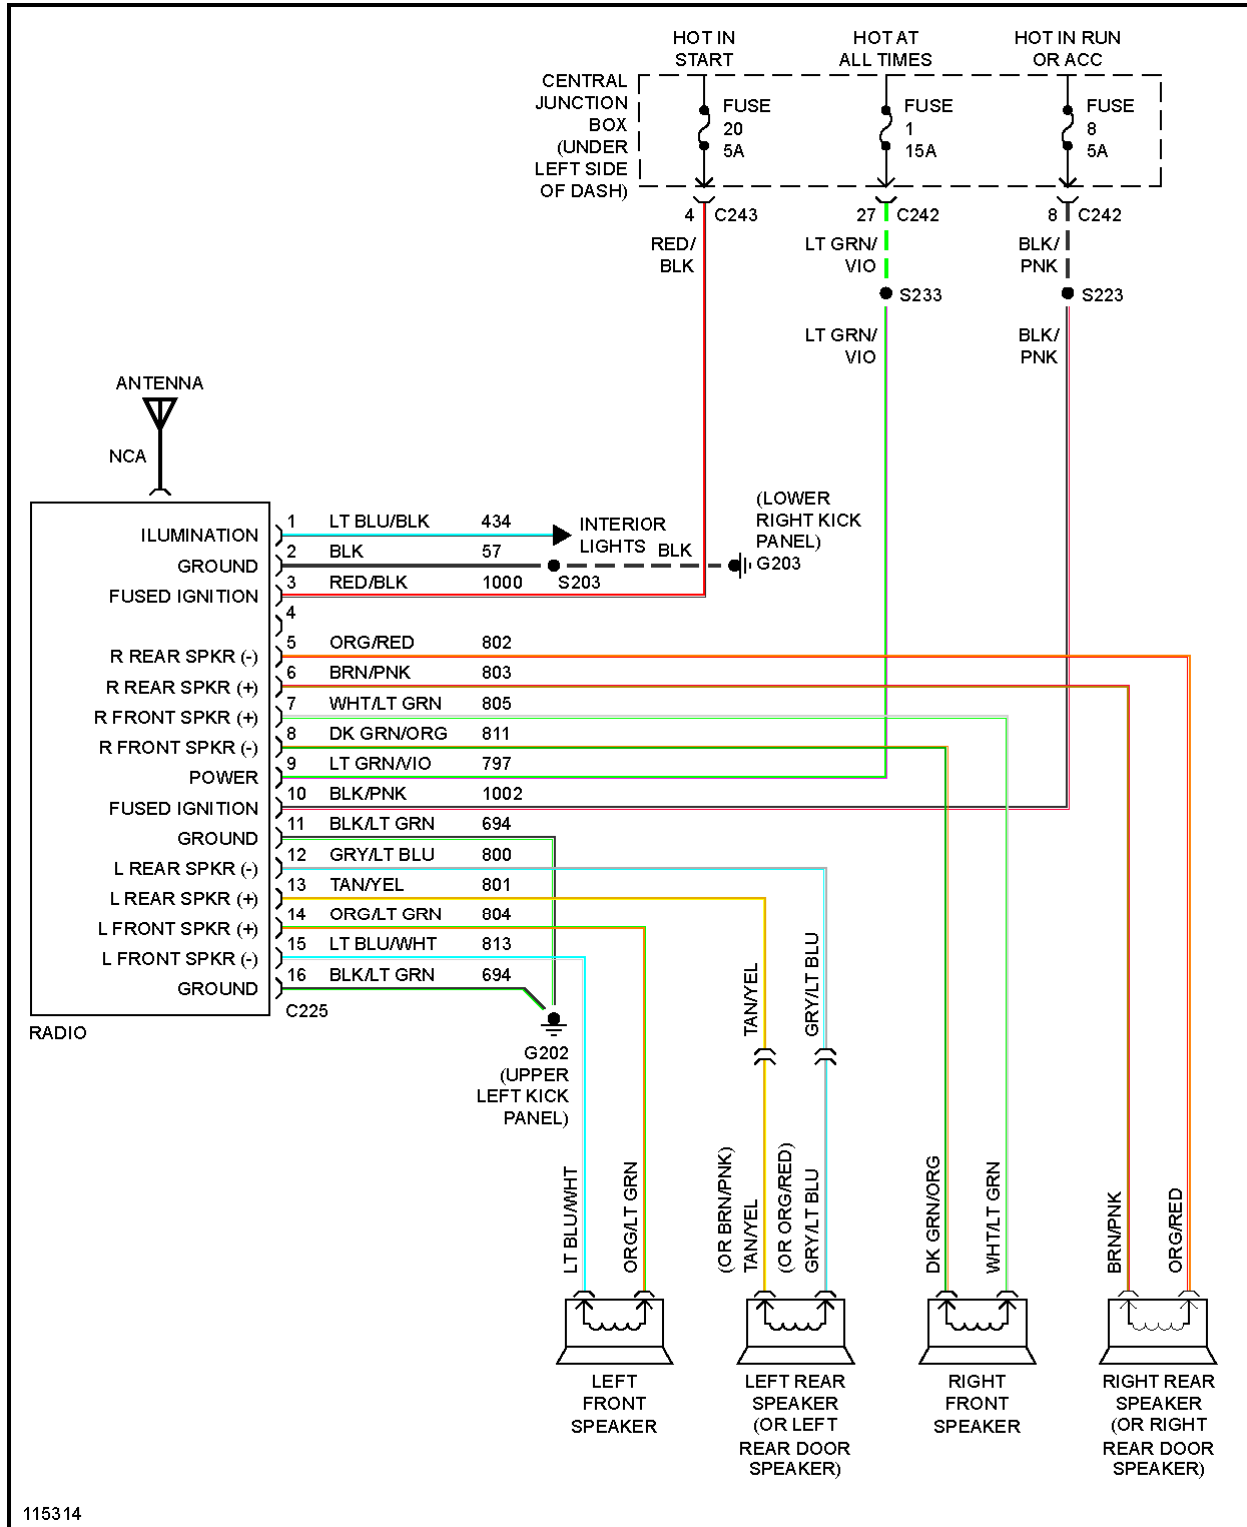 HOT IN
START
HOT AT
ALL TIMES
HOT IN RUN
OR ACC
CENTRAL
JUNCTION
BOX
(UNDER
LEFT SIDE
OF DASH)
FUSE
20
5A
FUSE
1
15A
FUSE
8
5A
4 C243
27 C242
8 C242
RED/
BLK
LT GRN/
VIO
BLK/
PNK
S233
S223
LT GRN/
VIO
BLK/
PNK
ANTENNA
NCA
ILUMINATION 1 LT BLU/BLK 434
INTERIOR
LIGHTS
GROUND 2 BLK 57
S203
BLK
(LOWER
RIGHT KICK
PANEL)
G203
FUSED IGNITION 3 RED/BLK 1000
4
R REAR SPKR (-) 5 ORG/RED 802
R REAR SPKR (+) 6 BRN/PNK 803
R FRONT SPKR (+) 7 WHT/LT GRN 805
R FRONT SPKR (-) 8 DK GRN/ORG 811
POWER 9 LT GRN/VIO 797
FUSED IGNITION 10 BLK/PNK 1002
GROUND 11 BLK/LT GRN 694
L REAR SPKR (-) 12 GRY/LT BLU 800
L REAR SPKR (+) 13 TAN/YEL 801
L FRONT SPKR (+) 14 ORG/LT GRN 804
L FRONT SPKR (-) 15 LT BLU/WHT 813
GROUND 16 BLK/LT GRN 694
C225
RADIO
G202
(UPPER
LEFT KICK
PANEL)
TAN/YEL
GRY/LT BLU
LT BLU/WHT
ORG/LT GRN
(OR BRN/PNK)
TAN/YEL
(OR ORG/RED)
GRY/LT BLU
DK GRN/ORG
WHT/LT GRN
BRN/PNK
ORG/RED
LEFT
FRONT
SPEAKER
LEFT REAR
SPEAKER
(OR LEFT
REAR DOOR
SPEAKER)
RIGHT
FRONT
SPEAKER
RIGHT REAR
SPEAKER
(OR RIGHT
REAR DOOR
SPEAKER)
115314